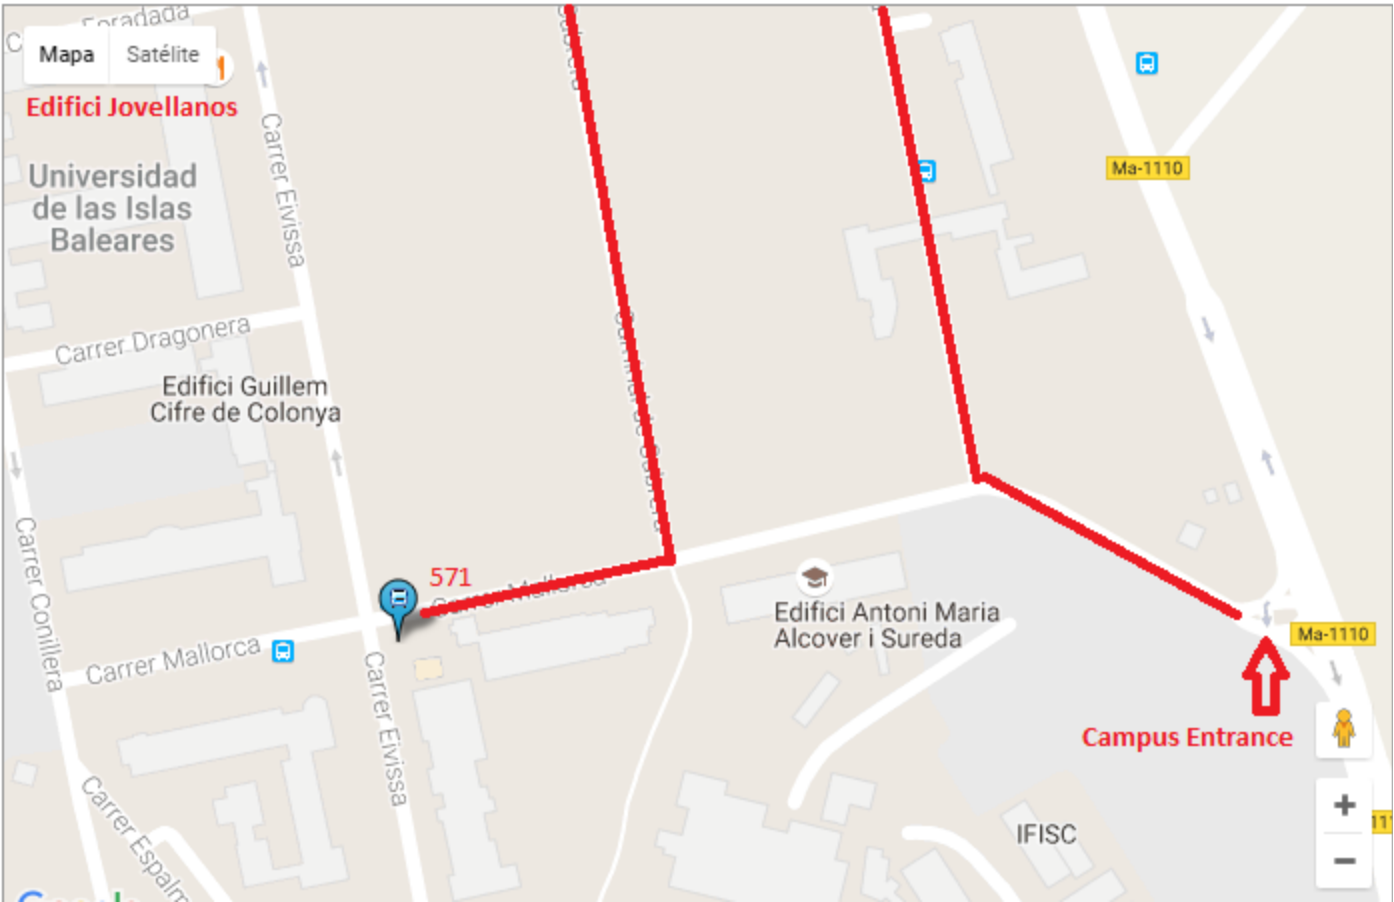 Foradada
Mapa
Satélite
Edifici Jovellanos
Universidad
de las Islas
Baleares
Carrer Eivissa
Ma-1110
Carrer Dragonera
Edifici Guillem
Cifre de Colonya
Carrer Conillera
571
Carrer Mallorca
Carrer Mallorca
Edifici Antoni Maria
Alcover i Sureda
Ma-1110
Carrer Eivissa
Campus Entrance
IFISC
+
−